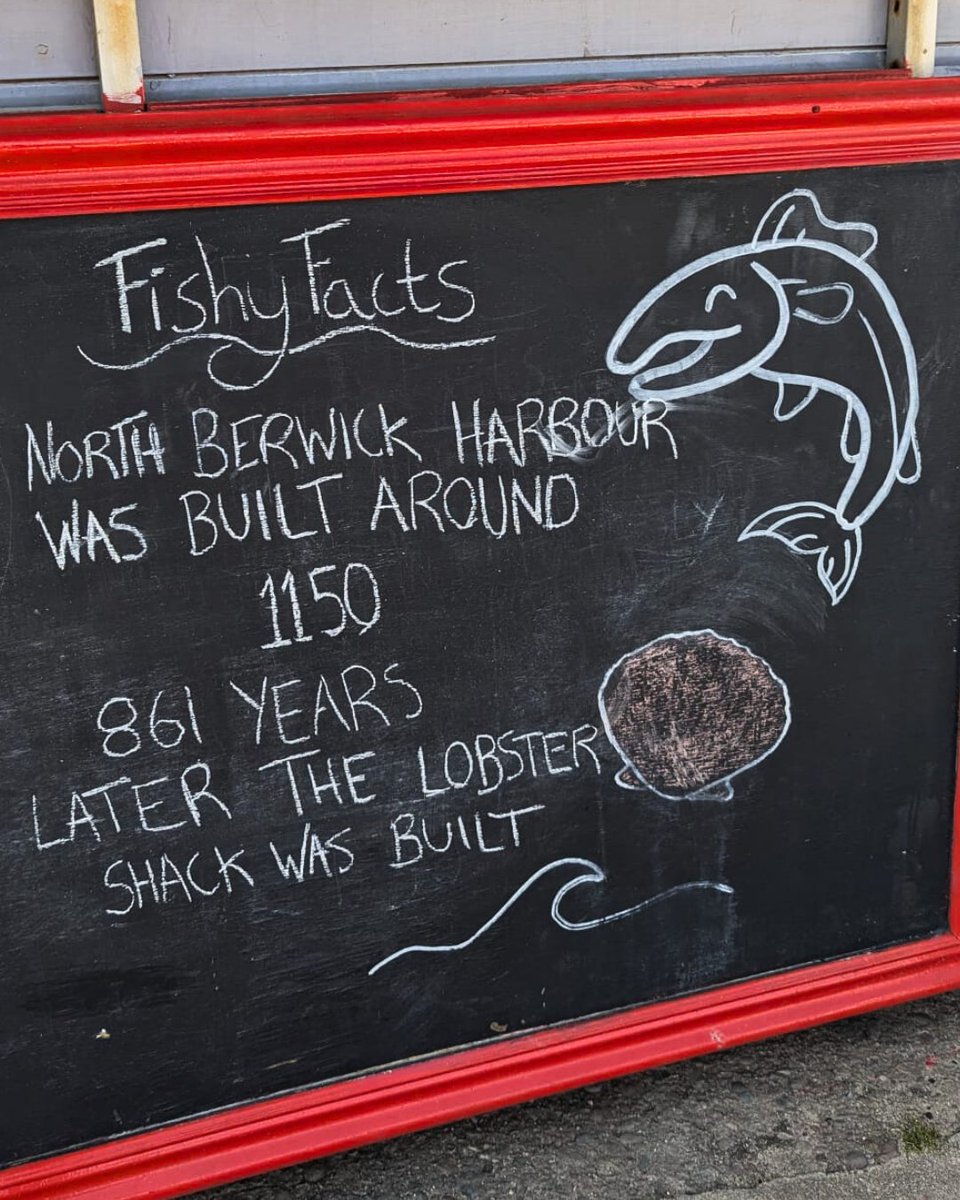 Fishy Facts
NORTH BERWICK HARBOUR
WAS BUILT AROUND
1150
861 YEARS
LATER THE LOBSTER
SHACK WAS BUILT